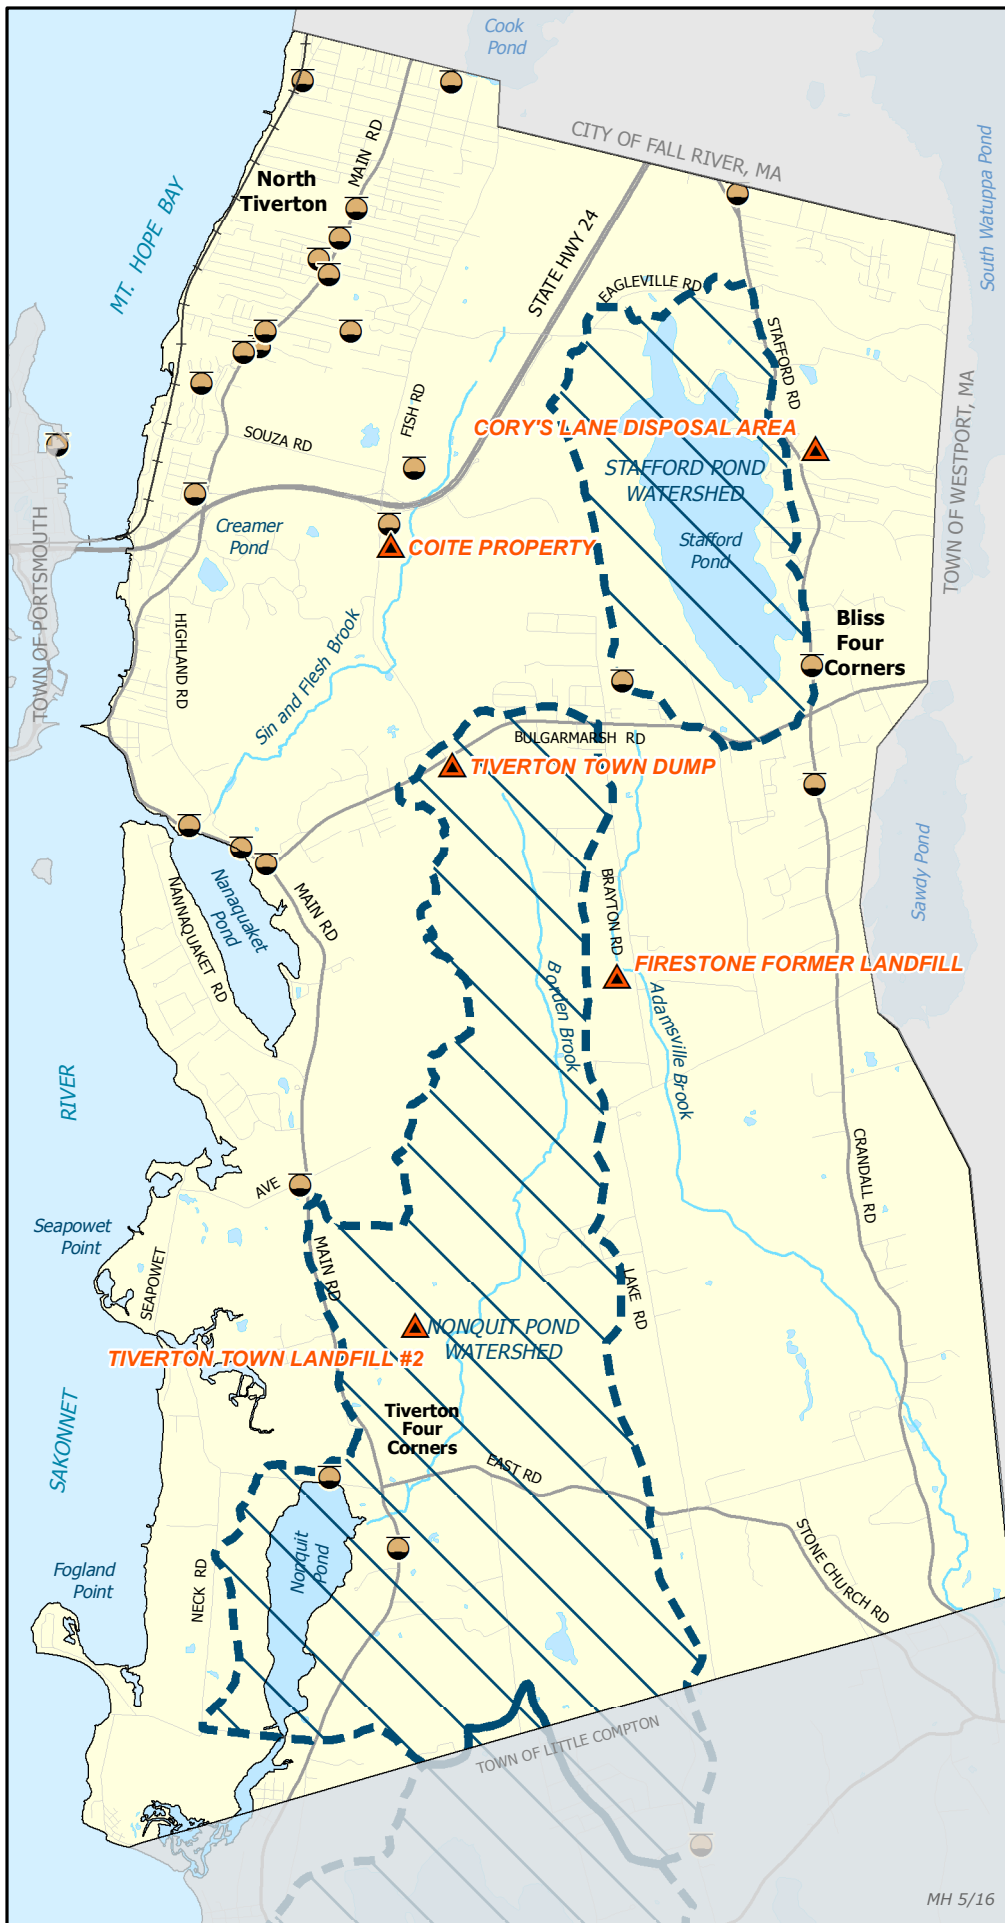 Cook
Pond
CITY OF FALL RIVER, MA
South Watuppa Pond
MAIN RD
North
Tiverton
MT. HOPE BAY
STATE HWY 24
EAGLEVILLE RD
STAFFORD RD
FISH RD
SOUZA RD
CORY'S LANE DISPOSAL AREA
STAFFORD POND
WATERSHED
TOWN OF WESTPORT, MA
TOWN OF PORTSMOUTH
Creamer
Pond
Stafford
Pond
COITE PROPERTY
HIGHLAND RD
Sin and Flesh Brook
Bliss
Four
Corners
BULGARMARSH RD
TIVERTON TOWN DUMP
Sawdy Pond
NANNAQUAKET RD
Nanaquaket
Pond
MAIN RD
BRAYTON RD
FIRESTONE FORMER LANDFILL
Borden Brook
Adamsville Brook
RIVER
CRANDALL RD
AVE
Seapowet
Point
SEAPOWET
MAIN RD
LAKE RD
NONQUIT POND
WATERSHED
TIVERTON TOWN LANDFILL #2
SAKONNET
Tiverton
Four
Corners
EAST RD
STONE CHURCH RD
Nonquit
Pond
Fogland
Point
NECK RD
TOWN OF LITTLE COMPTON
MH 5/16